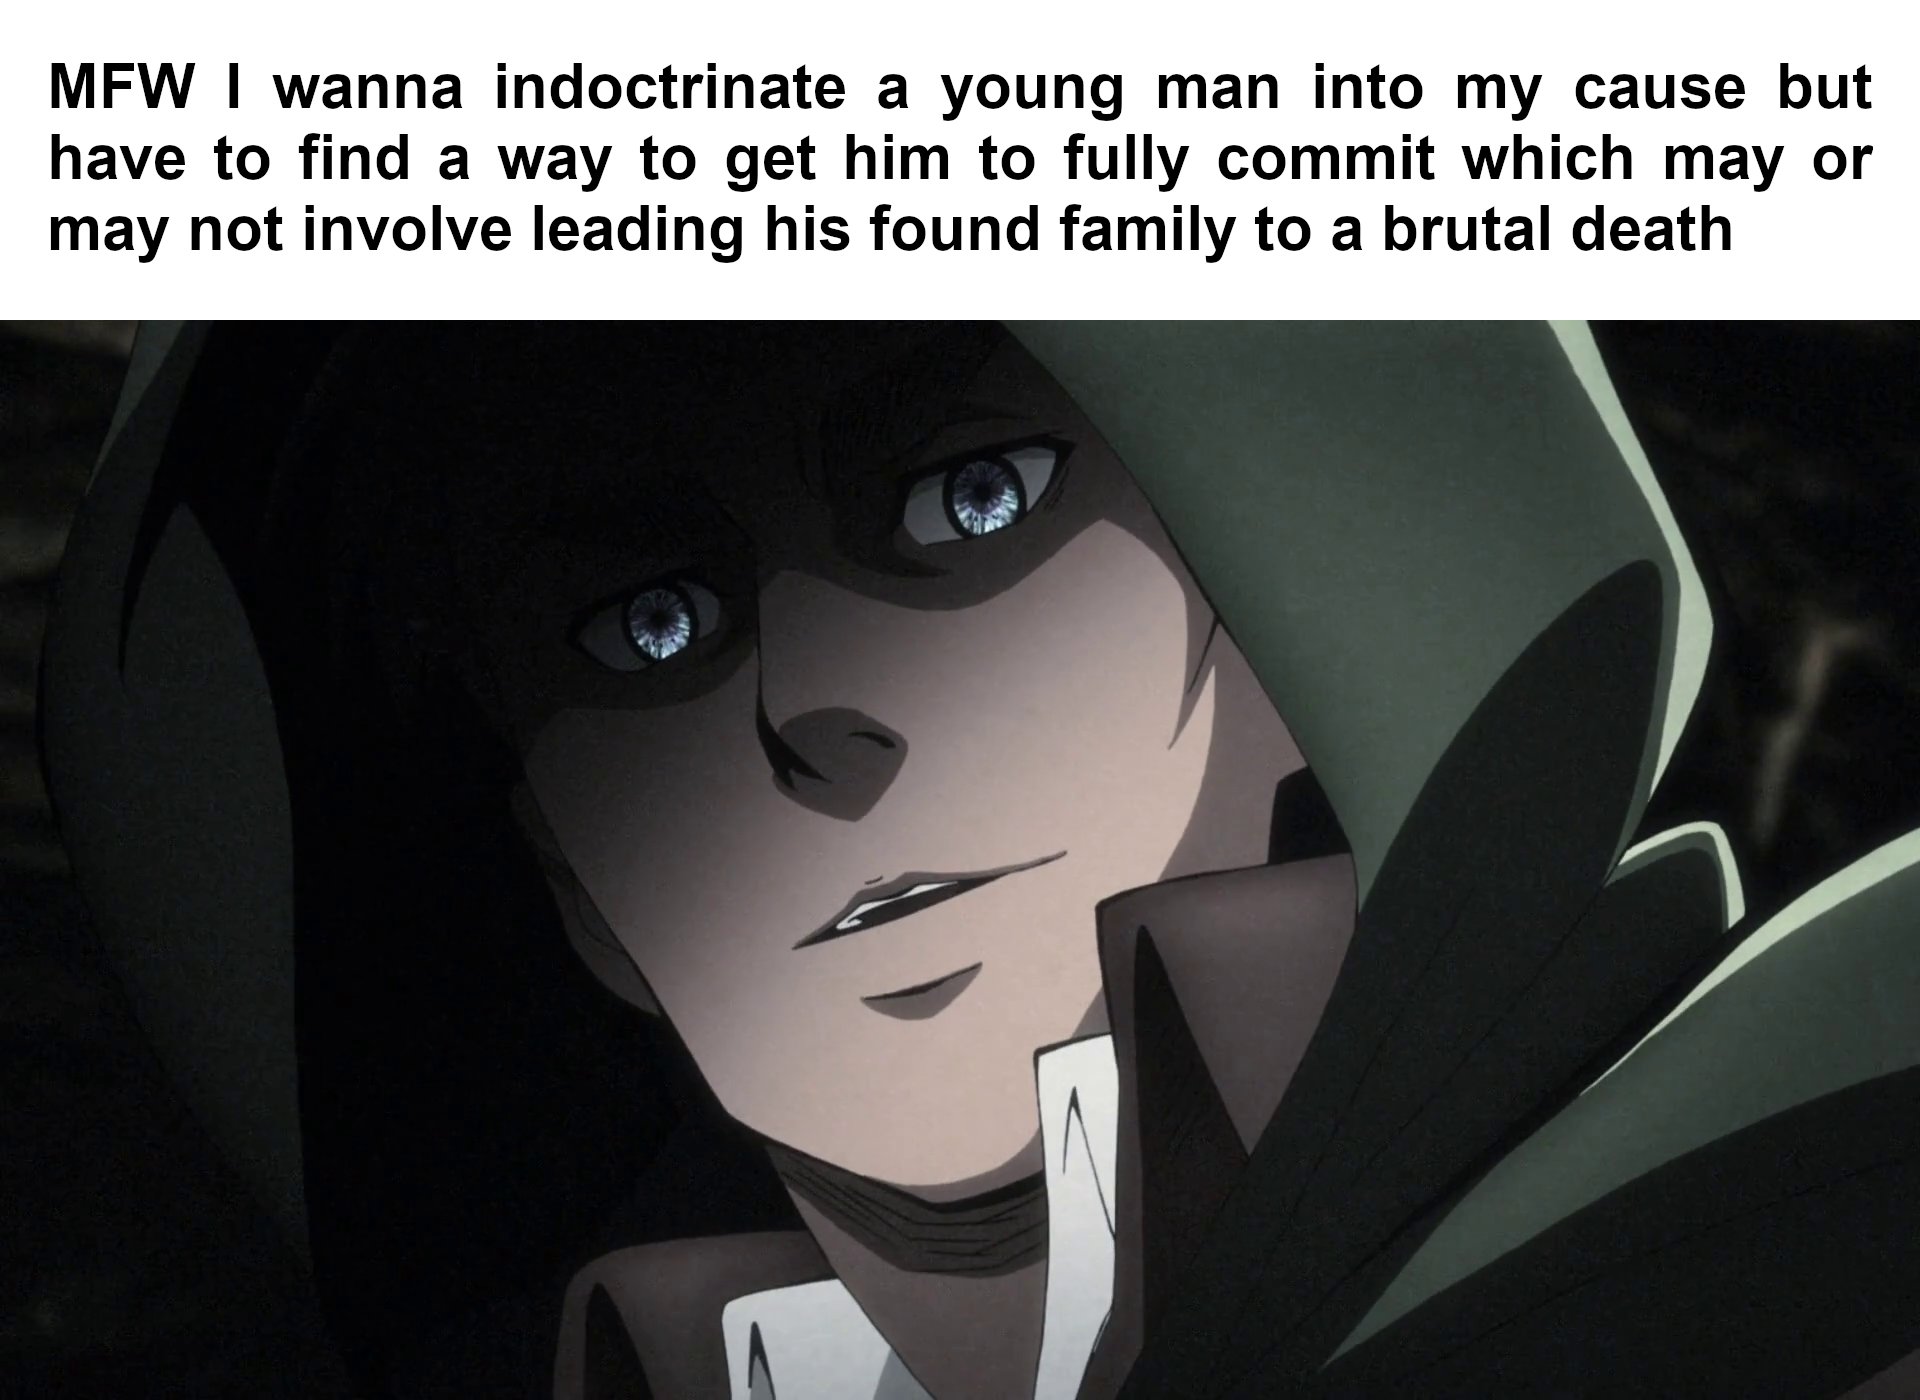 MFW I wanna indoctrinate a young man into my cause but
have to find a way to get him to fully commit which may or
may not involve leading his found family to a brutal death